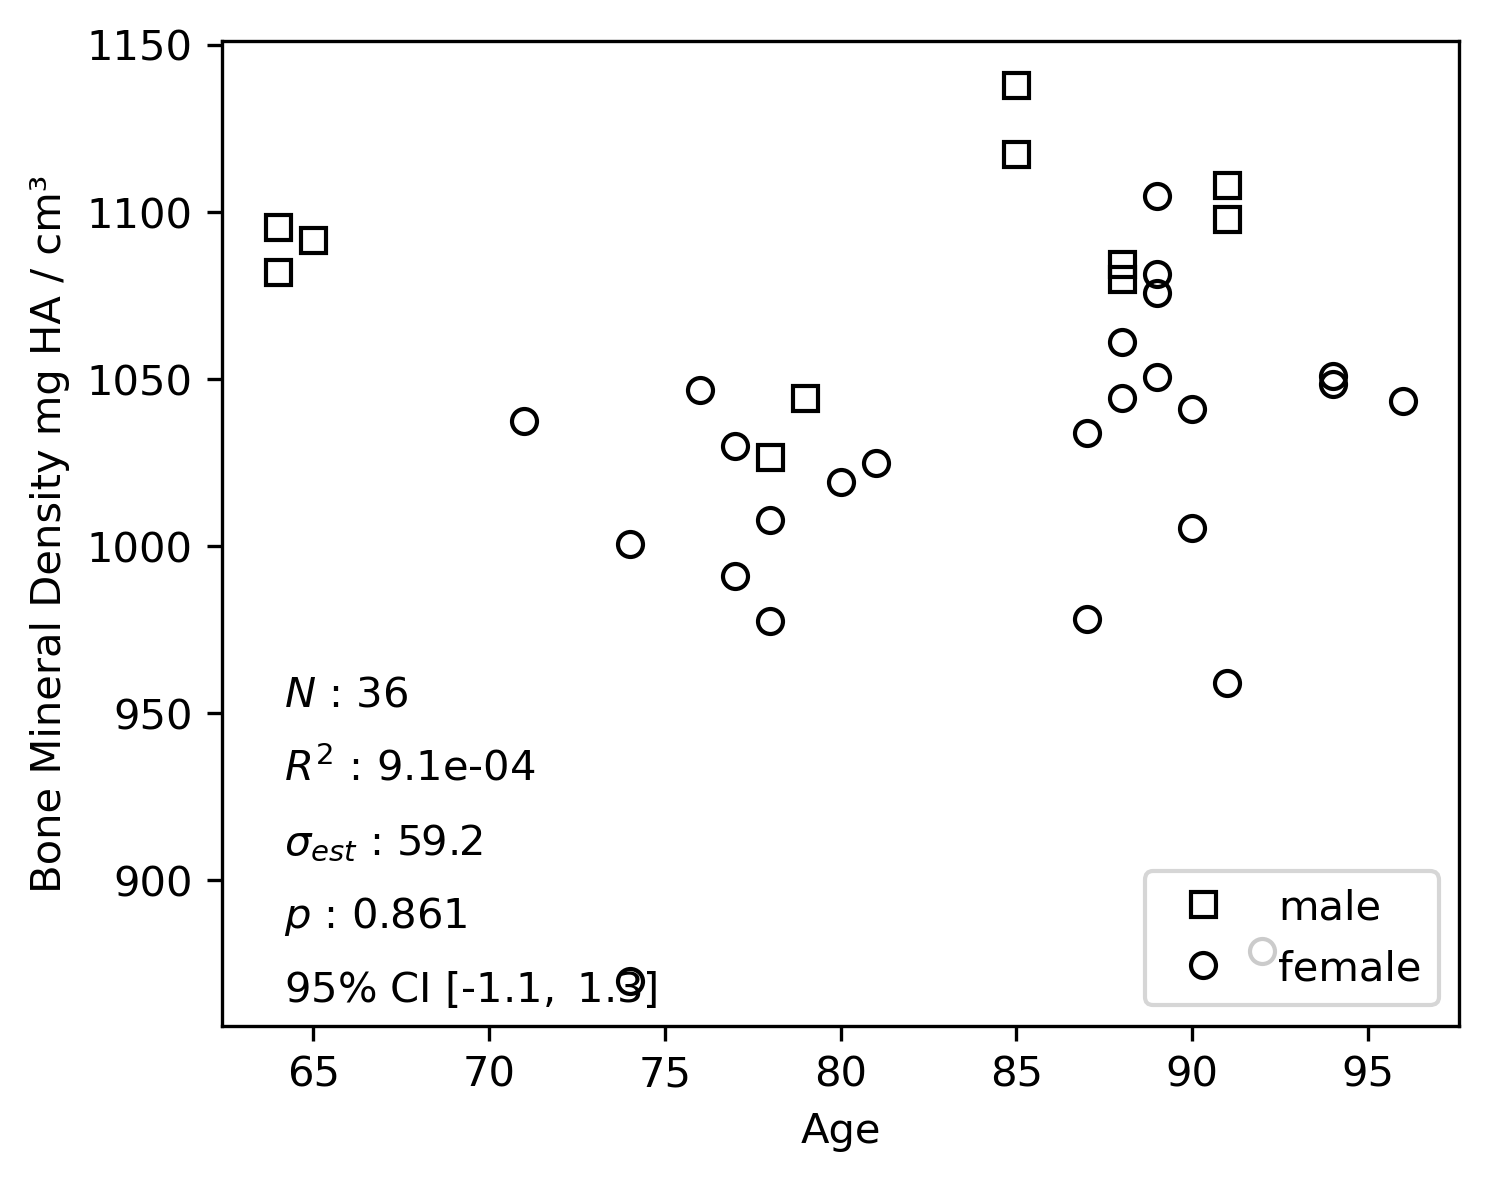 1150
1100
1050
1000
950
900
Bone Mineral Density mg HA / cm³
N : 36
R² : 9.1e-04
σest : 59.2
p : 0.861
95% CI [-1.1, 1.3]
male
female
65 70 75 80 85 90 95
Age